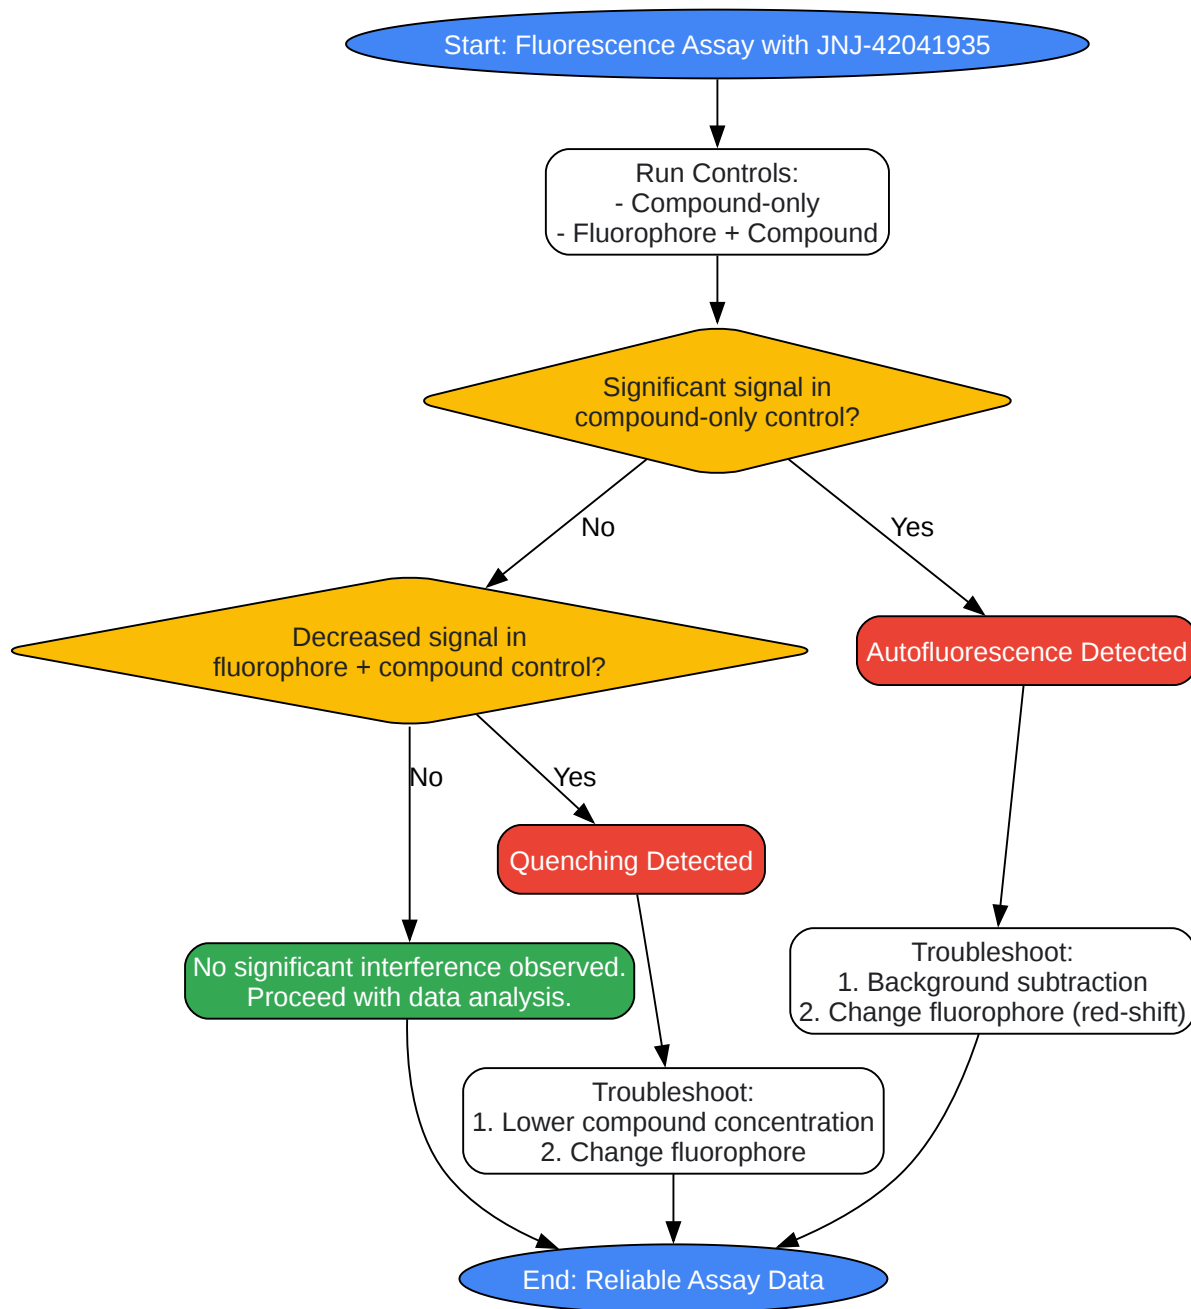 Start: Fluorescence Assay with JNJ-42041935
Run Controls:
- Compound-only
- Fluorophore + Compound
Significant signal in
compound-only control?
No
Yes
Decreased signal in
fluorophore + compound control?
Autofluorescence Detected
No
Yes
Quenching Detected
No significant interference observed.
Proceed with data analysis.
Troubleshoot:
1. Background subtraction
2. Change fluorophore (red-shift)
Troubleshoot:
1. Lower compound concentration
2. Change fluorophore
End: Reliable Assay Data